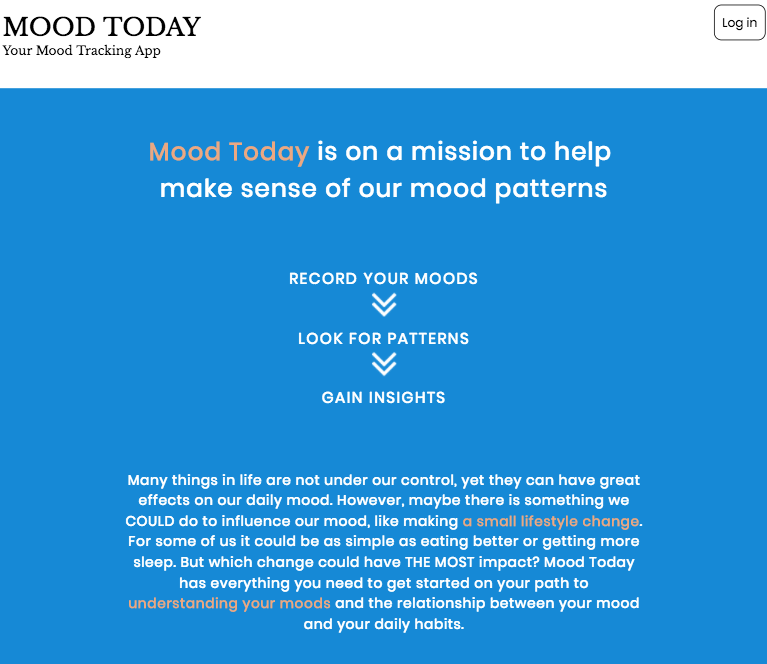 MOOD TODAY
Your Mood Tracking App
Log in
Mood Today is on a mission to help
make sense of our mood patterns
RECORD YOUR MOODS
LOOK FOR PATTERNS
GAIN INSIGHTS
Many things in life are not under our control, yet they can have great
effects on our daily mood. However, maybe there is something we
COULD do to influence our mood, like making a small lifestyle change.
For some of us it could be as simple as eating better or getting more
sleep. But which change could have THE MOST impact? Mood Today
has everything you need to get started on your path to
understanding your moods and the relationship between your mood
and your daily habits.